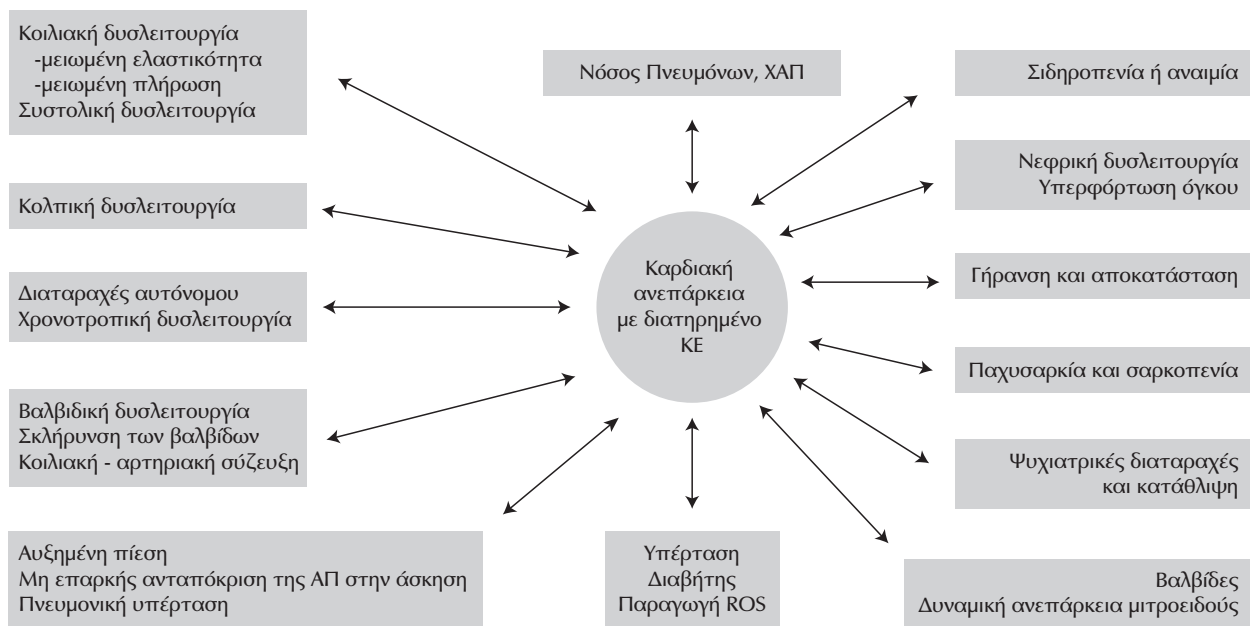 Κοιλιακή δυσλειτουργία
-μειωμένη ελαστικότητα
-μειωμένη πλήρωση
Συστολική δυσλειτουργία
Νόσος Πνευμόνων, ΧΑΠ
Σιδηροπενία ή αναιμία
Νεφρική δυσλειτουργία
Υπερφόρτωση όγκου
Κολπική δυσλειτουργία
Καρδιακή
ανεπάρκεια
με διατηρημένο
ΚΕ
Γήρανση και αποκατάσταση
Διαταραχές αυτόνομου
Χρονοτροπική δυσλειτουργία
Παχυσαρκία και σαρκοπενία
Βαλβιδική δυσλειτουργία
Σκλήρυνση των βαλβίδων
Κοιλιακή - αρτηριακή σύζευξη
Ψυχιατρικές διαταραχές
και κατάθλιψη
Αυξημένη πίεση
Μη επαρκής ανταπόκριση της ΑΠ στην άσκηση
Πνευμονική υπέρταση
Υπέρταση
Διαβήτης
Παραγωγή ROS
Βαλβίδες
Δυναμική ανεπάρκεια μιτροειδούς